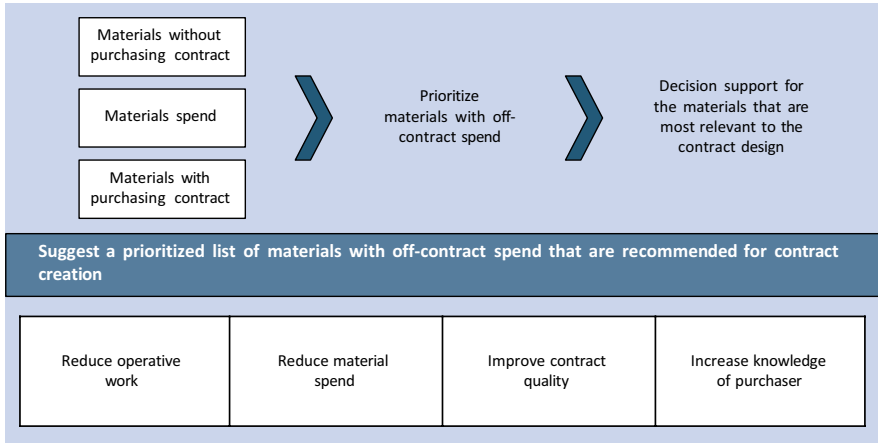 Materials without
purchasing contract
Materials spend
Materials with
purchasing contract
Prioritize
materials with off-
contract spend
Decision support for
the materials that are
most relevant to the
contract design
Suggest a prioritized list of materials with off-contract spend that are recommended for contract
creation
Reduce operative
work
Reduce material
spend
Improve contract
quality
Increase knowledge
of purchaser